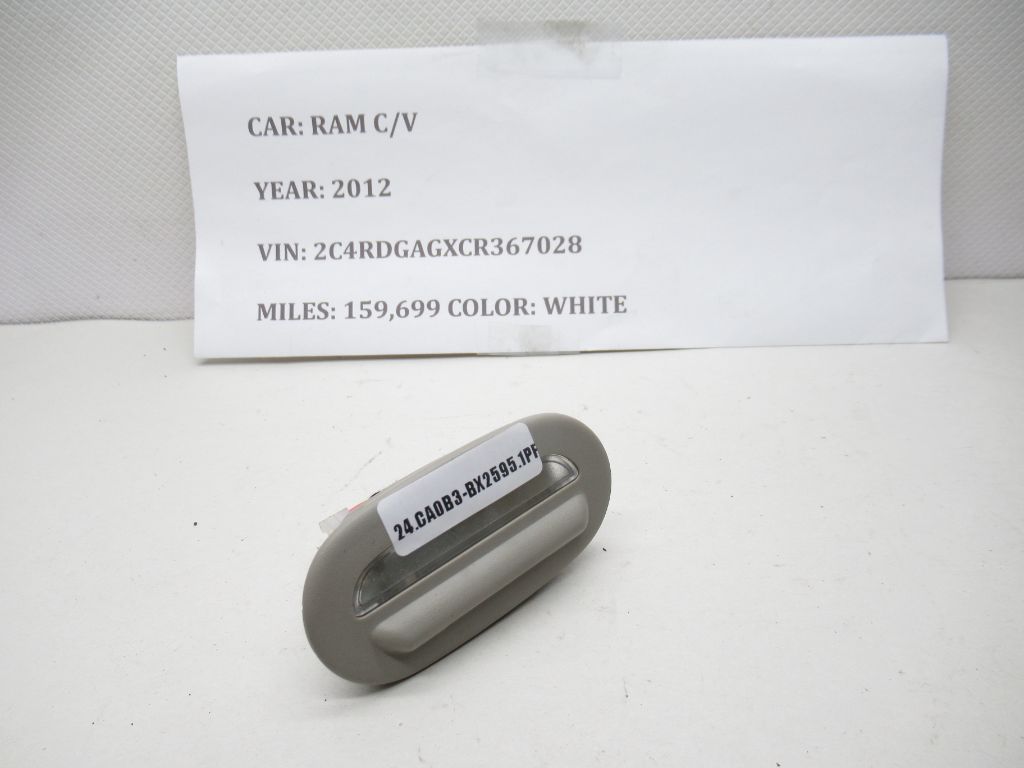 CAR: RAM C/V
YEAR: 2012
VIN: 2C4RDGAGXCR367028
MILES: 159,699 COLOR: WHITE
24.CA0B3-BX2595.1PF